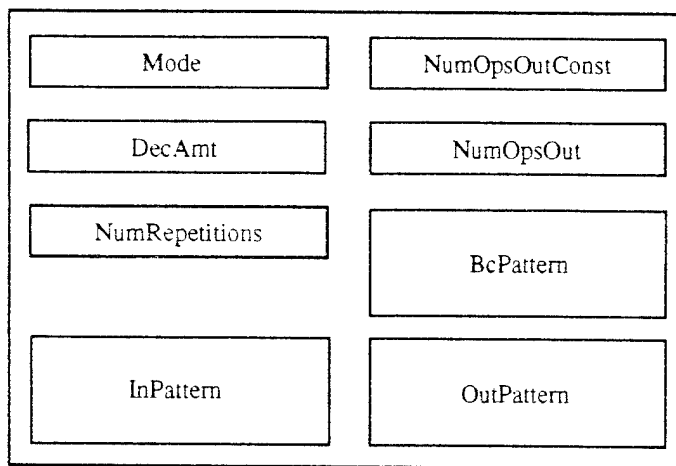 Mode
NumOpsOutConst
DecAmt
NumOpsOut
NumRepetitions
BcPattern
InPattern
OutPattern